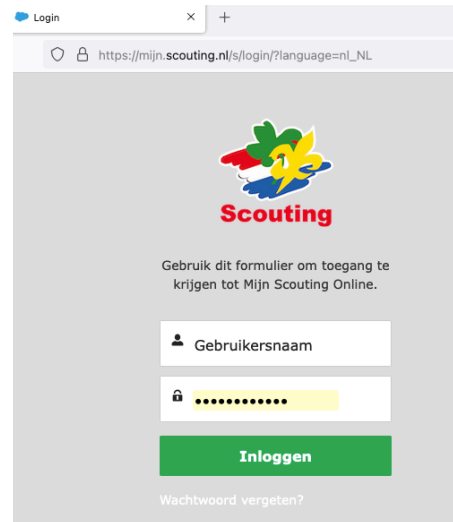 Login
https://mijn.scouting.nl/s/login/?language=nl_NL
Scouting
Gebruik dit formulier om toegang te
krijgen tot Mijn Scouting Online.
Gebruikersnaam
••••••••••••
Inloggen
Wachtwoord vergeten?